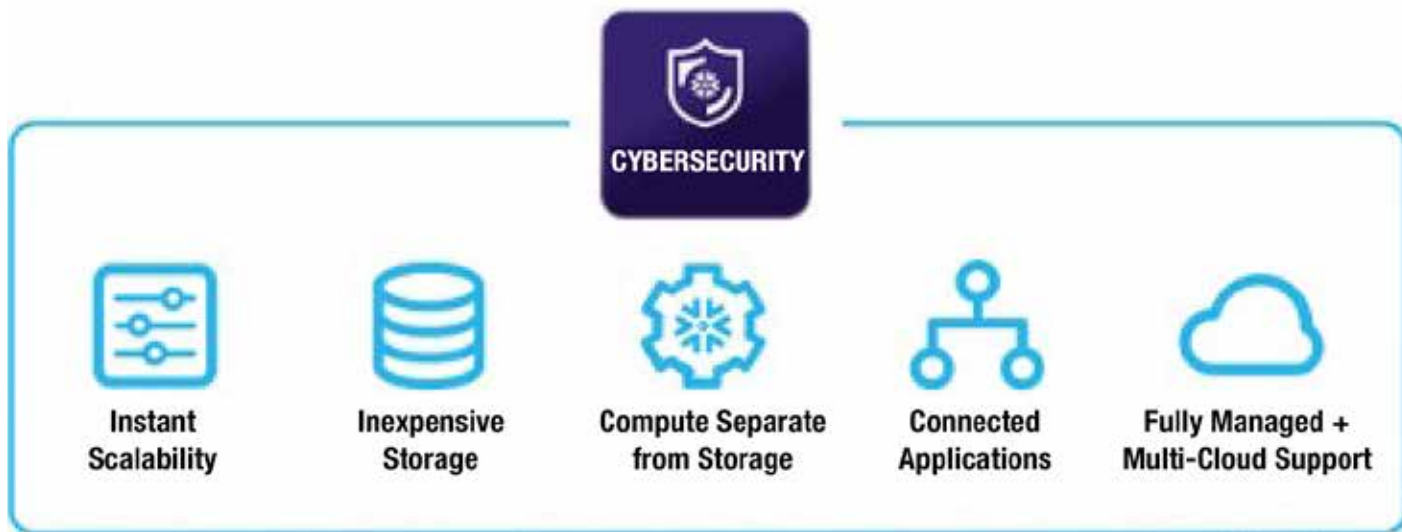 CYBERSECURITY
Instant
Scalability
Inexpensive
Storage
Compute Separate
from Storage
Connected
Applications
Fully Managed +
Multi-Cloud Support